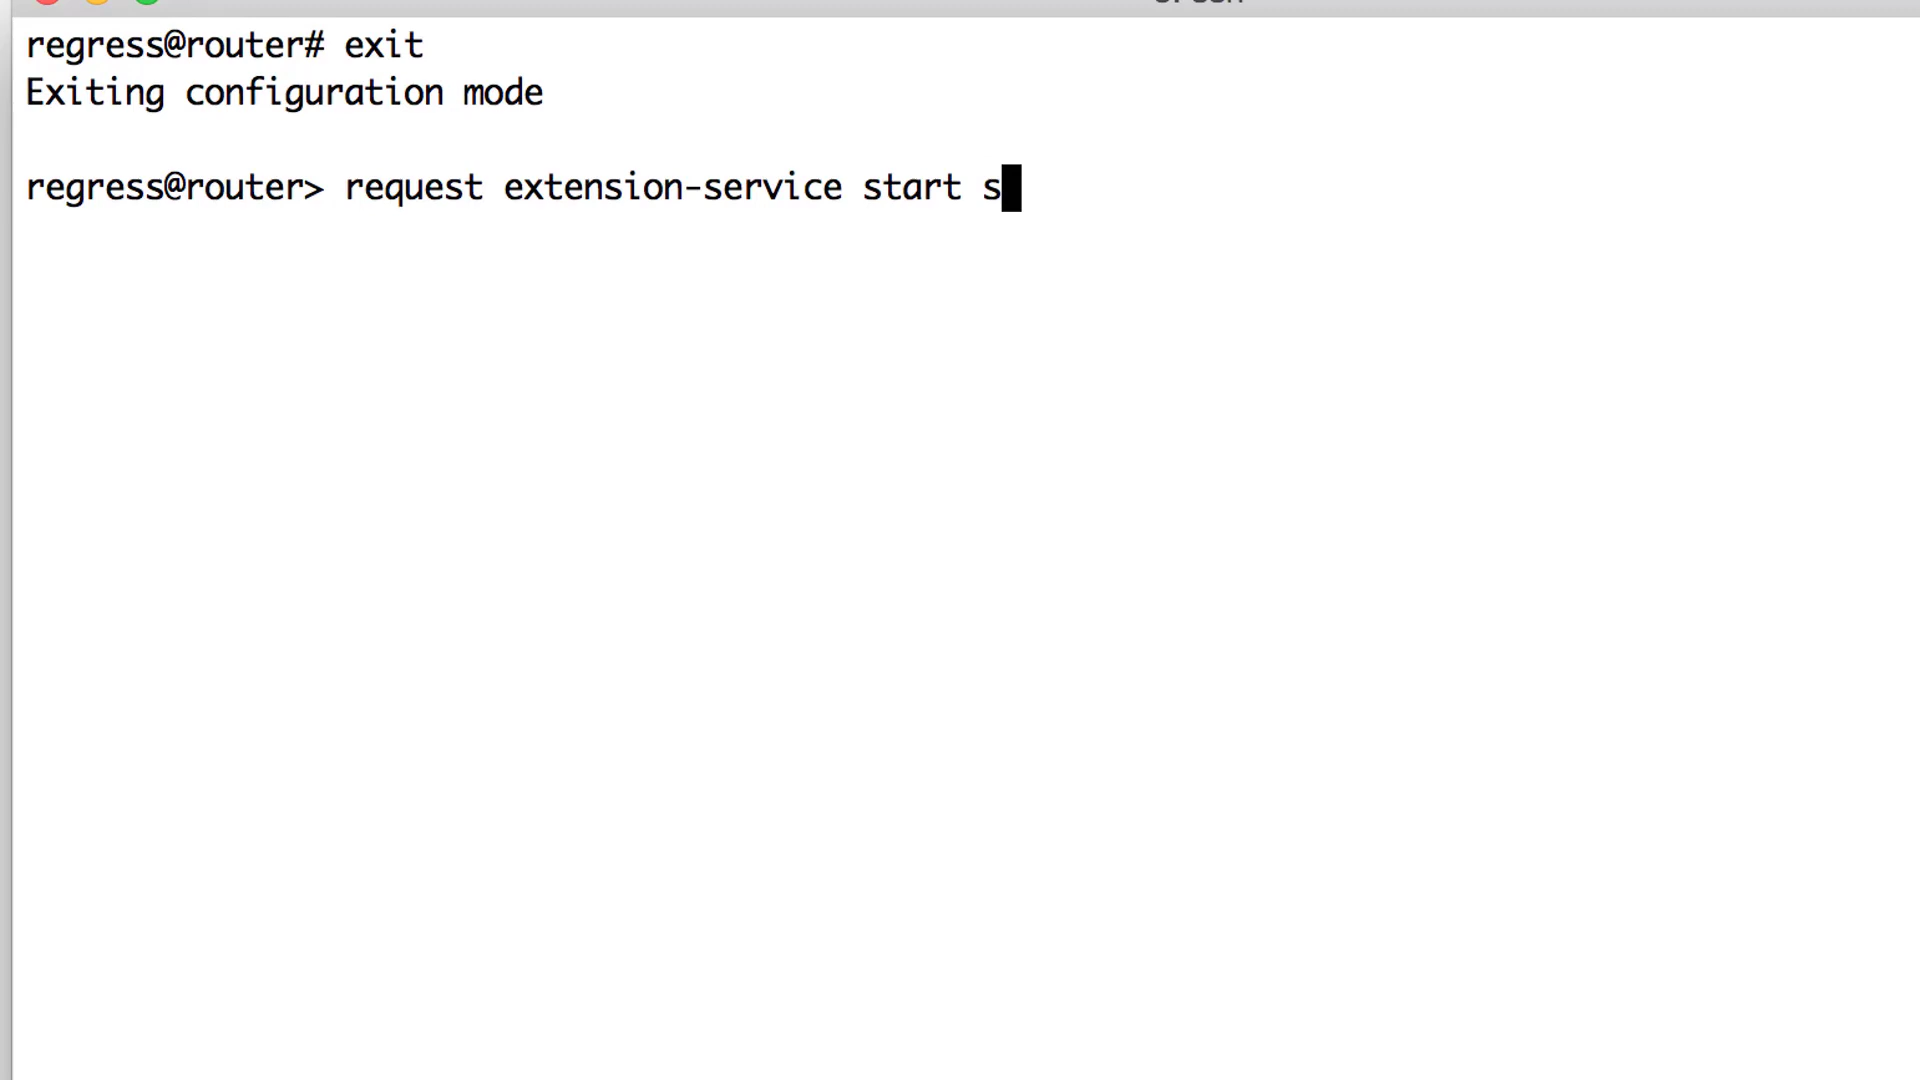 regress@router# exit
Exiting configuration mode
regress@router> request extension-service start s